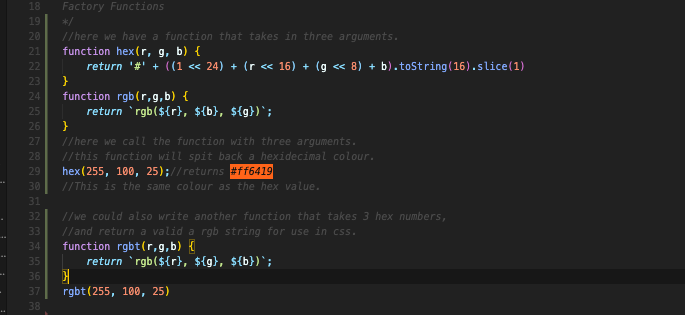 18 Factory Functions
19 */
20 //here we have a function that takes in three arguments.
21 function hex(r, g, b) {
22 return '#' + ((1 << 24) + (r << 16) + (g << 8) + b).toString(16).slice(1)
23 }
24 function rgb(r,g,b) {
25 return `rgb(${r}, ${b}, ${g})`;
26 }
27 //here we call the function with three arguments.
28 //this function will spit back a hexidecimal colour.
29 hex(255, 100, 25);//returns #ff6419
30 //This is the same colour as the hex value.
31
32 //we could also write another function that takes 3 hex numbers,
33 //and return a valid a rgb string for use in css.
34 function rgbt(r,g,b) {
35 return `rgb(${r}, ${g}, ${b})`;
36 }
37 rgbt(255, 100, 25)
38